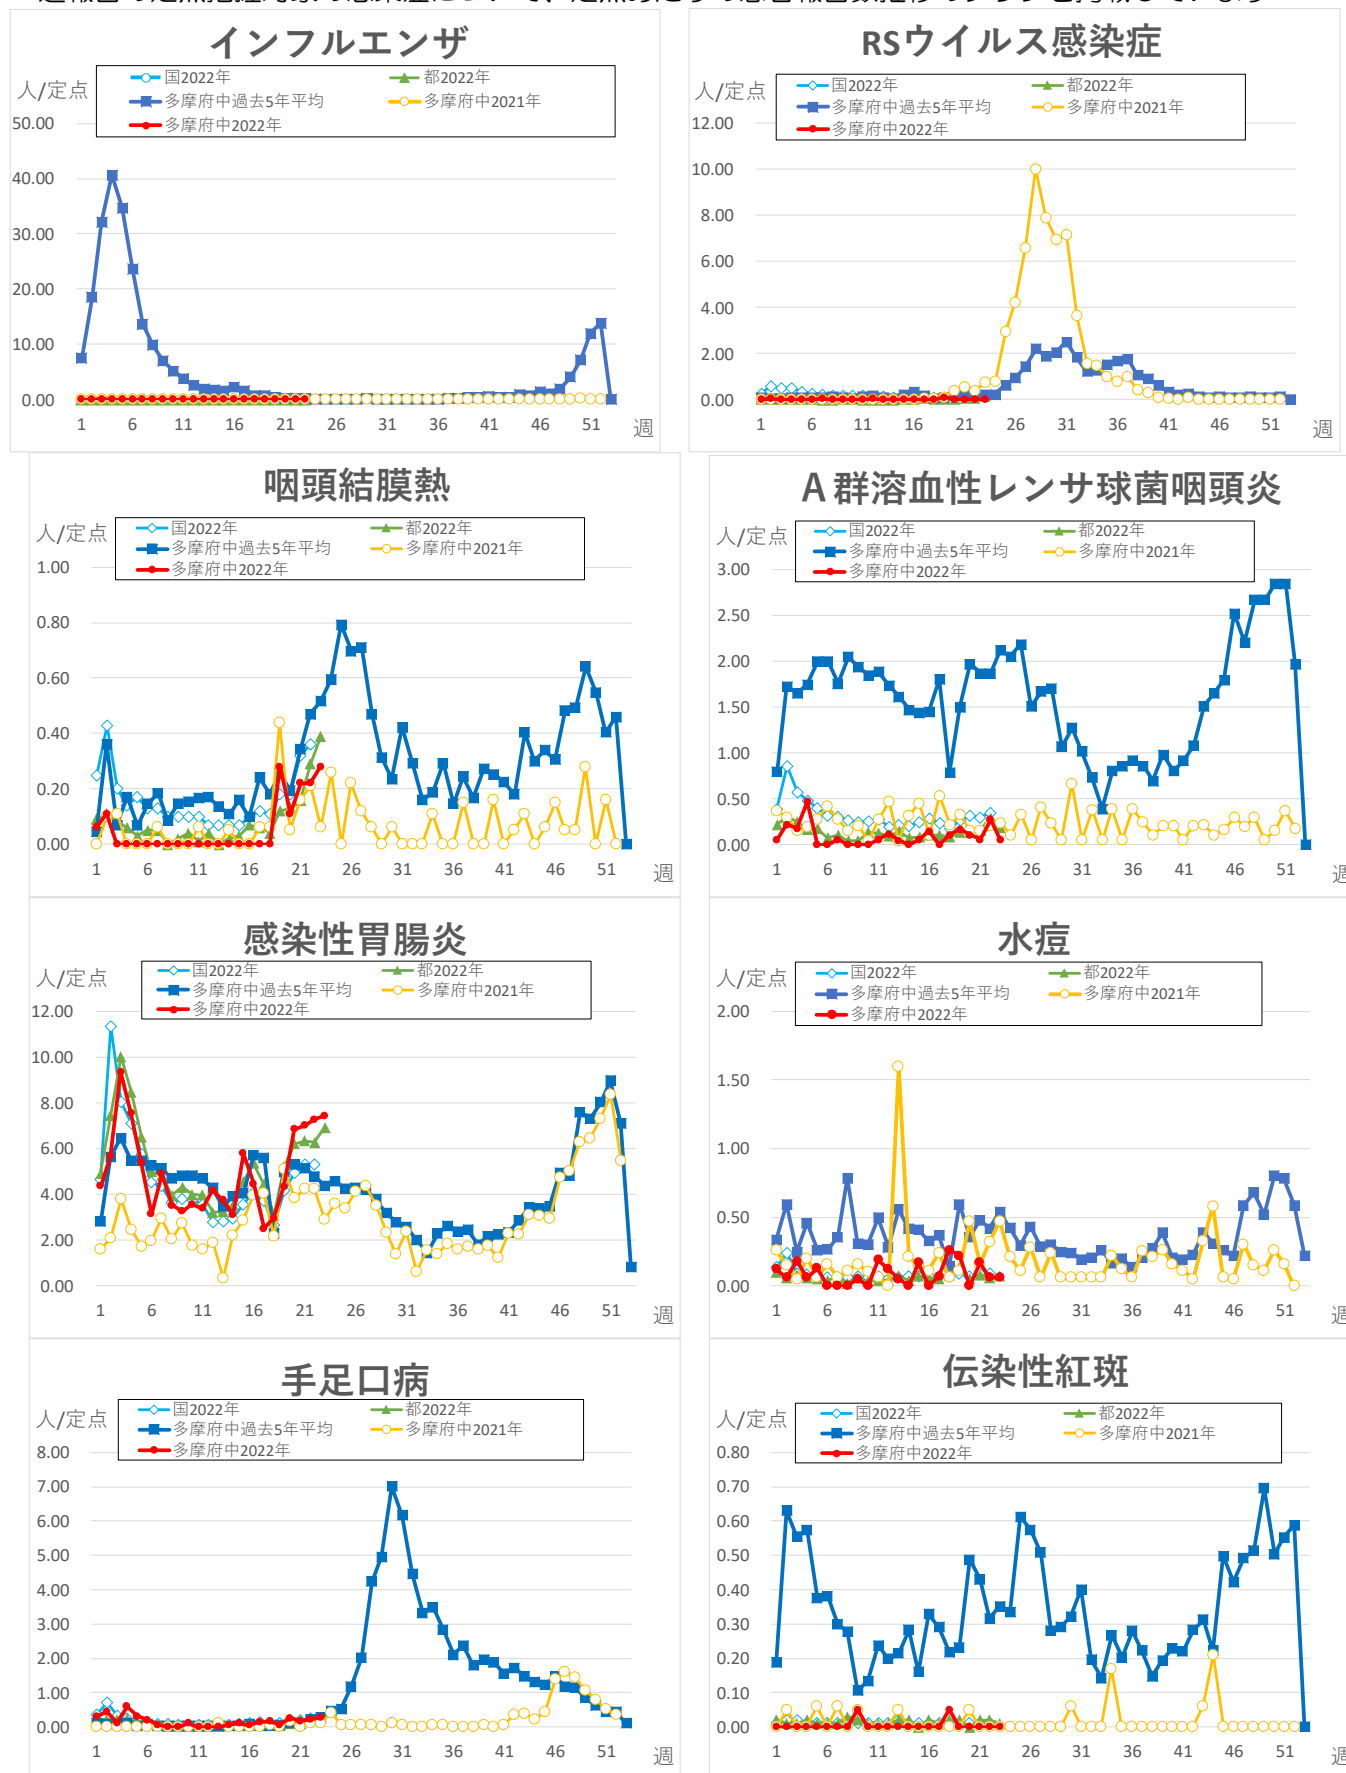 インフルエンザ
人/定点
国2022年 都2022年
多摩府中過去5年平均 多摩府中2021年
多摩府中2022年
50.00
40.00
30.00
20.00
10.00
0.00
1 6 11 16 21 26 31 36 41 46 51 週
RSウイルス感染症
人/定点
国2022年 都2022年
多摩府中過去5年平均 多摩府中2021年
多摩府中2022年
12.00
10.00
8.00
6.00
4.00
2.00
0.00
1 6 11 16 21 26 31 36 41 46 51 週
咽頭結膜熱
人/定点
国2022年 都2022年
多摩府中過去5年平均 多摩府中2021年
多摩府中2022年
1.00
0.80
0.60
0.40
0.20
0.00
1 6 11 16 21 26 31 36 41 46 51 週
A群溶血性レンサ球菌咽頭炎
人/定点
国2022年 都2022年
多摩府中過去5年平均 多摩府中2021年
多摩府中2022年
3.00
2.50
2.00
1.50
1.00
0.50
0.00
1 6 11 16 21 26 31 36 41 46 51 週
感染性胃腸炎
人/定点
国2022年 都2022年
多摩府中過去5年平均 多摩府中2021年
多摩府中2022年
12.00
10.00
8.00
6.00
4.00
2.00
0.00
1 6 11 16 21 26 31 36 41 46 51 週
水痘
人/定点
国2022年 都2022年
多摩府中過去5年平均 多摩府中2021年
多摩府中2022年
2.00
1.50
1.00
0.50
0.00
1 6 11 16 21 26 31 36 41 46 51 週
手足口病
人/定点
国2022年 都2022年
多摩府中過去5年平均 多摩府中2021年
多摩府中2022年
8.00
7.00
6.00
5.00
4.00
3.00
2.00
1.00
0.00
1 6 11 16 21 26 31 36 41 46 51 週
伝染性紅斑
人/定点
国2022年 都2022年
多摩府中過去5年平均 多摩府中2021年
多摩府中2022年
0.80
0.70
0.60
0.50
0.40
0.30
0.20
0.10
0.00
1 6 11 16 21 26 31 36 41 46 51 週